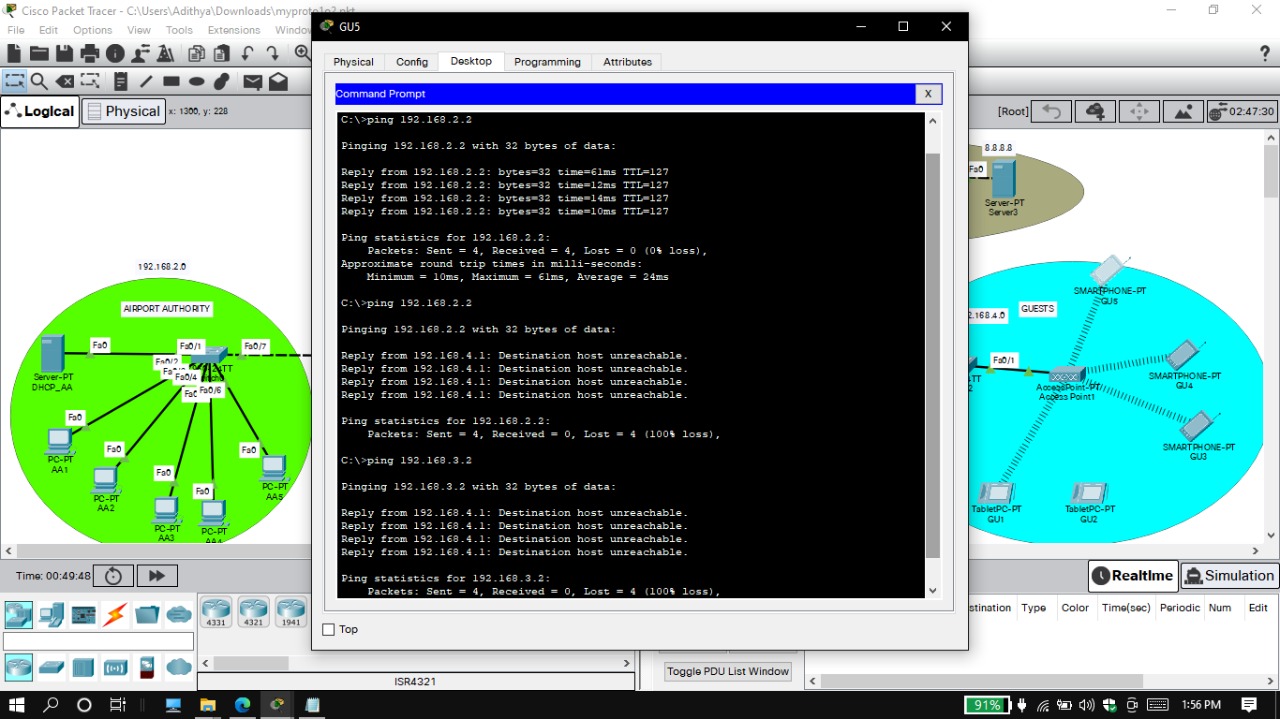 Cisco Packet Tracer - C:\Users\Adithya\Downloads\myproto1o2.pkt
File Edit Options View Tools Extensions Window
Logical
Physical
x: 1300, y: 228
[Root]
02:47:30
GU5
Physical Config Desktop Programming Attributes
Command Prompt
X
C:\>ping 192.168.2.2
Pinging 192.168.2.2 with 32 bytes of data:
Reply from 192.168.2.2: bytes=32 time=61ms TTL=127
Reply from 192.168.2.2: bytes=32 time=12ms TTL=127
Reply from 192.168.2.2: bytes=32 time=14ms TTL=127
Reply from 192.168.2.2: bytes=32 time=10ms TTL=127
Ping statistics for 192.168.2.2:
Packets: Sent = 4, Received = 4, Lost = 0 (0% loss),
Approximate round trip times in milli-seconds:
Minimum = 10ms, Maximum = 61ms, Average = 24ms
C:\>ping 192.168.2.2
Pinging 192.168.2.2 with 32 bytes of data:
Reply from 192.168.4.1: Destination host unreachable.
Reply from 192.168.4.1: Destination host unreachable.
Reply from 192.168.4.1: Destination host unreachable.
Reply from 192.168.4.1: Destination host unreachable.
Ping statistics for 192.168.2.2:
Packets: Sent = 4, Received = 0, Lost = 4 (100% loss),
C:\>ping 192.168.3.2
Pinging 192.168.3.2 with 32 bytes of data:
Reply from 192.168.4.1: Destination host unreachable.
Reply from 192.168.4.1: Destination host unreachable.
Reply from 192.168.4.1: Destination host unreachable.
Reply from 192.168.4.1: Destination host unreachable.
Ping statistics for 192.168.3.2:
Packets: Sent = 4, Received = 0, Lost = 4 (100% loss),
Top
192.168.2.0
AIRPORT AUTHORITY
Fa0
Fa0/1
Fa0/7
Fa0/2
Fa0/4
Fa0/6
Server-PT
DHCP_AA
Fa0
PC-PT
AA1
Fa0
PC-PT
AA2
Fa0
PC-PT
AA3
Fa0
PC-PT
AA4
Fa0
PC-PT
AA5
8.8.8.8
Fa0
Server-PT
Server3
GUESTS
2.168.4.0
SMARTPHONE-PT
GU5
Fa0/1
AccessPoint-PT
Access Point1
SMARTPHONE-PT
GU4
SMARTPHONE-PT
GU3
TabletPC-PT
GU1
TabletPC-PT
GU2
Time: 00:49:48
Realtime
Simulation
4331 4321 1941
ISR4321
stination Type Color Time(sec) Periodic Num Edit
Toggle PDU List Window
91%
1:56 PM